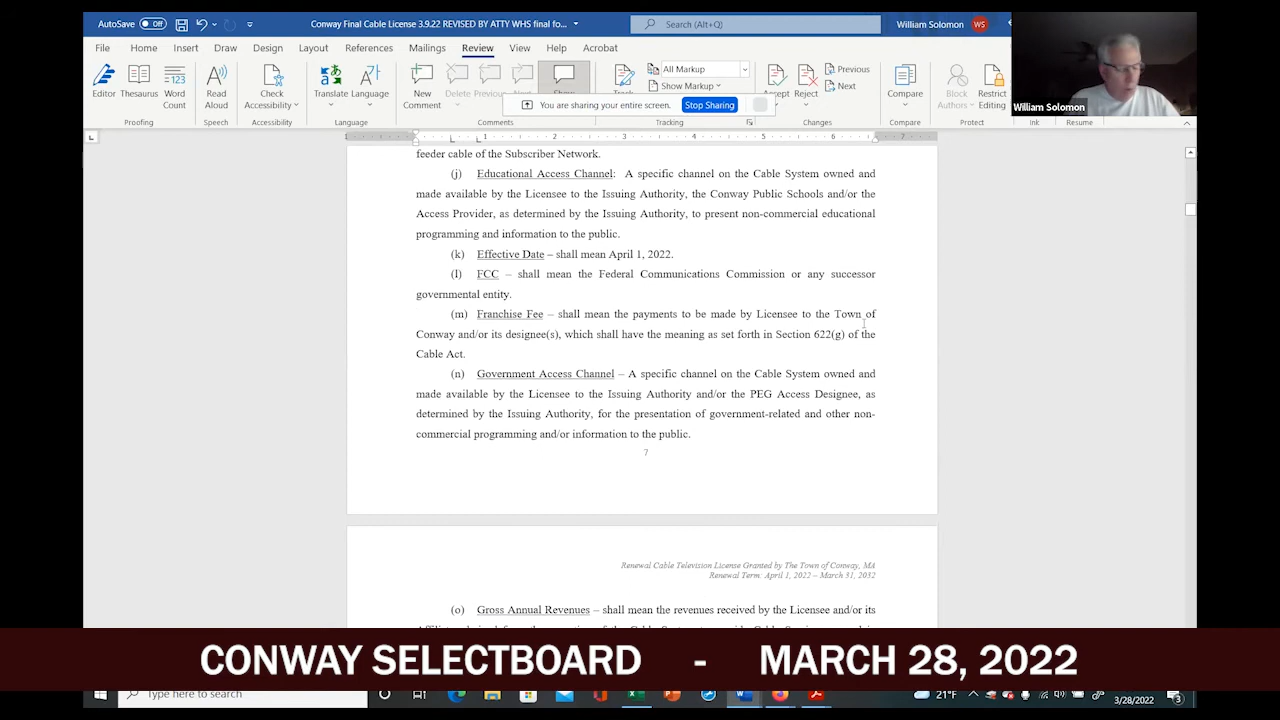 AutoSave Off
Conway Final Cable License 3.9.22 REVISED BY ATTY WHS final fo...
Search (Alt+Q)
William Solomon WS
File Home Insert Draw Design Layout References Mailings Review View Help Acrobat
Editor Thesaurus Word Count
Read Aloud
Check Accessibility
Translate Language
New Comment Delete Previous
All Markup
Show Markup
Previous
Next
Reject
Compare
Block Authors Restrict Editing
You are sharing your entire screen. Stop Sharing
Proofing Speech Accessibility Language Comments Tracking Changes Compare Protect Ink Resume
William Solomon
1 2 3 4 5 6 7
feeder cable of the Subscriber Network.
(j) Educational Access Channel: A specific channel on the Cable System owned and
made available by the Licensee to the Issuing Authority, the Conway Public Schools and/or the
Access Provider, as determined by the Issuing Authority, to present non-commercial educational
programming and information to the public.
(k) Effective Date – shall mean April 1, 2022.
(l) FCC – shall mean the Federal Communications Commission or any successor
governmental entity.
(m) Franchise Fee – shall mean the payments to be made by Licensee to the Town of
Conway and/or its designee(s), which shall have the meaning as set forth in Section 622(g) of the
Cable Act.
(n) Government Access Channel – A specific channel on the Cable System owned and
made available by the Licensee to the Issuing Authority and/or the PEG Access Designee, as
determined by the Issuing Authority, for the presentation of government-related and other non-
commercial programming and/or information to the public.
7
Renewal Cable Television License Granted by The Town of Conway, MA
Renewal Term: April 1, 2022 – March 31, 2032
(o) Gross Annual Revenues – shall mean the revenues received by the Licensee and/or its
CONWAY SELECTBOARD - MARCH 28, 2022
Type here to search
21°F
3/28/2022
3